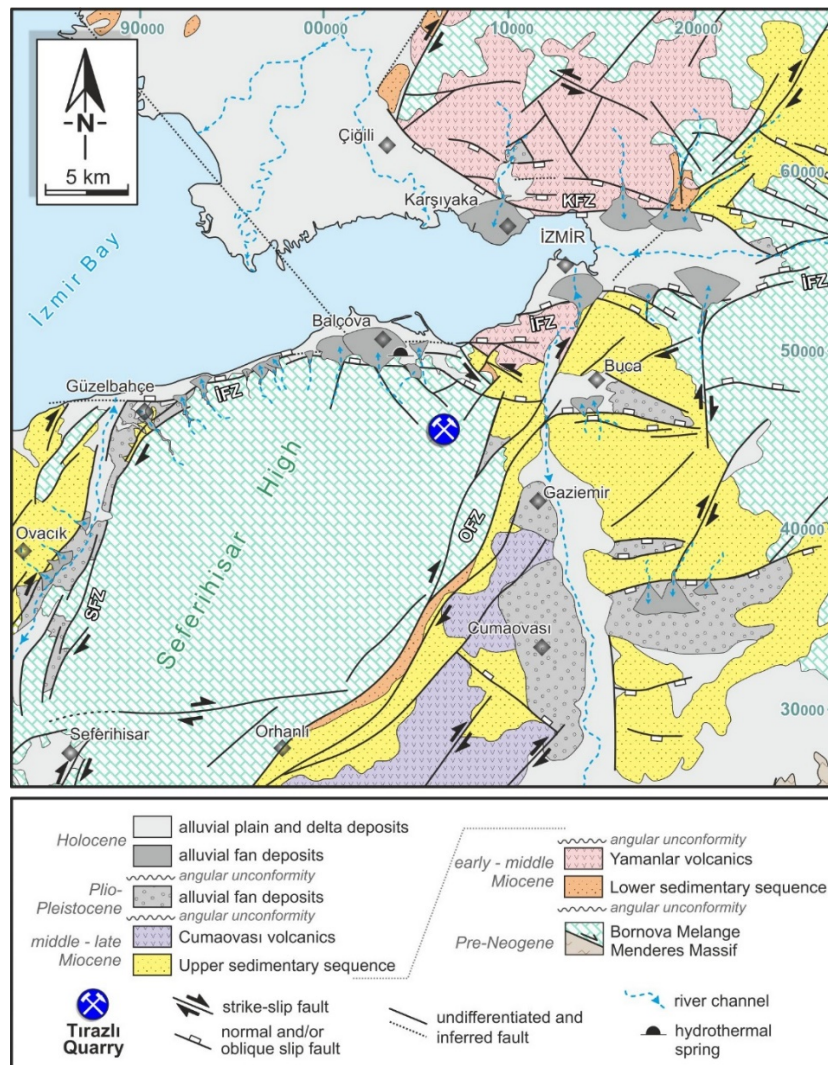 90000
00000
10000
20000
N
5 km
Çiğili
60000
Karşıyaka
KFZ
İZMİR
İzmir Bay
İFZ
Balçova
İFZ
50000
Güzelbahçe
İFZ
Buca
Seferihisar High
Gaziemir
Ovacık
OFZ
40000
SFZ
Cumaovası
30000
Seferihisar
Orhanlı
Holocene
alluvial plain and delta deposits
alluvial fan deposits
angular unconformity
Plio-
Pleistocene
alluvial fan deposits
angular unconformity
middle - late
Miocene
Cumaovası volcanics
Upper sedimentary sequence
angular unconformity
early - middle
Miocene
Yamanlar volcanics
Lower sedimentary sequence
angular unconformity
Pre-Neogene
Bornova Melange
Menderes Massif
Tırazlı
Quarry
strike-slip fault
normal and/or
oblique slip fault
undifferentiated and
inferred fault
river channel
hydrothermal
spring